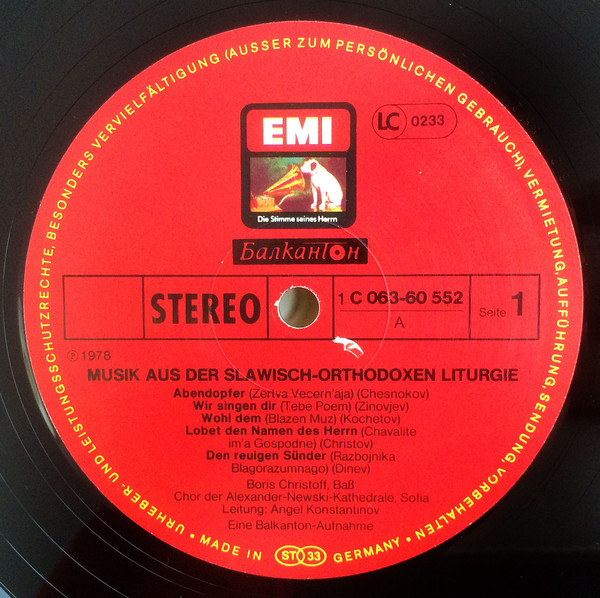 URHEBER- UND LEISTUNGSSCHUTZRECHTE, BESONDERS VERVIELFÄLTIGUNG (AUSSER ZUM PERSÖNLICHEN GEBRAUCH), VERMIETUNG, AUFFÜHRUNG, SENDUNG, VORBEHALTEN
EMI
LC 0233
Die Stimme seines Herrn
Балкантон
STEREO
1 C 063-60 552
A
Seite 1
℗ 1978
MUSIK AUS DER SLAWISCH-ORTHODOXEN LITURGIE
Abendopfer (Zertva Vecern'aja) (Chesnokov)
Wir singen dir (Tebe Poem) (Zinovjev)
Wohl dem (Blazen Muz) (Kochetov)
Lobet den Namen des Herrn (Chavalite
im'a Gospodne) (Christov)
Den reuigen Sünder (Razbojnika
Blagorazumnago) (Dinev)
Boris Christoff, Baß
Chor der Alexander-Newski-Kathedrale, Sofia
Leitung: Angel Konstantinov
Eine Balkanton-Aufnahme
• MADE IN ST 33 GERMANY •